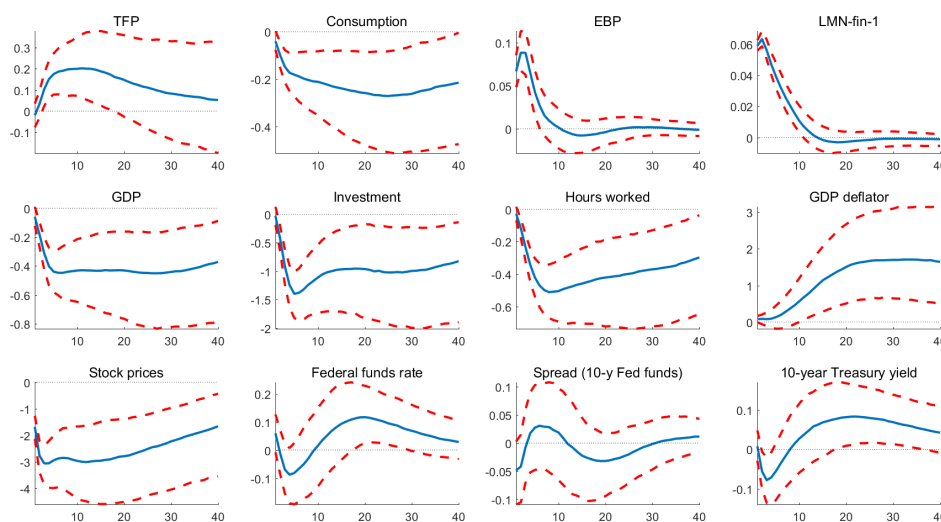 TFP
0.3
0.2
0.1
0
-0.1
10 20 30 40
Consumption
0
-0.2
-0.4
10 20 30 40
EBP
0.1
0.05
0
10 20 30 40
LMN-fin-1
0.06
0.04
0.02
0
10 20 30 40
GDP
0
-0.2
-0.4
-0.6
-0.8
10 20 30 40
Investment
0
-0.5
-1
-1.5
-2
10 20 30 40
Hours worked
0
-0.2
-0.4
-0.6
10 20 30 40
GDP deflator
3
2
1
0
10 20 30 40
Stock prices
0
-1
-2
-3
-4
10 20 30 40
Federal funds rate
0.2
0.1
0
-0.1
10 20 30 40
Spread (10-y Fed funds)
0.1
0.05
0
-0.05
-0.1
10 20 30 40
10-year Treasury yield
0.1
0
-0.1
10 20 30 40